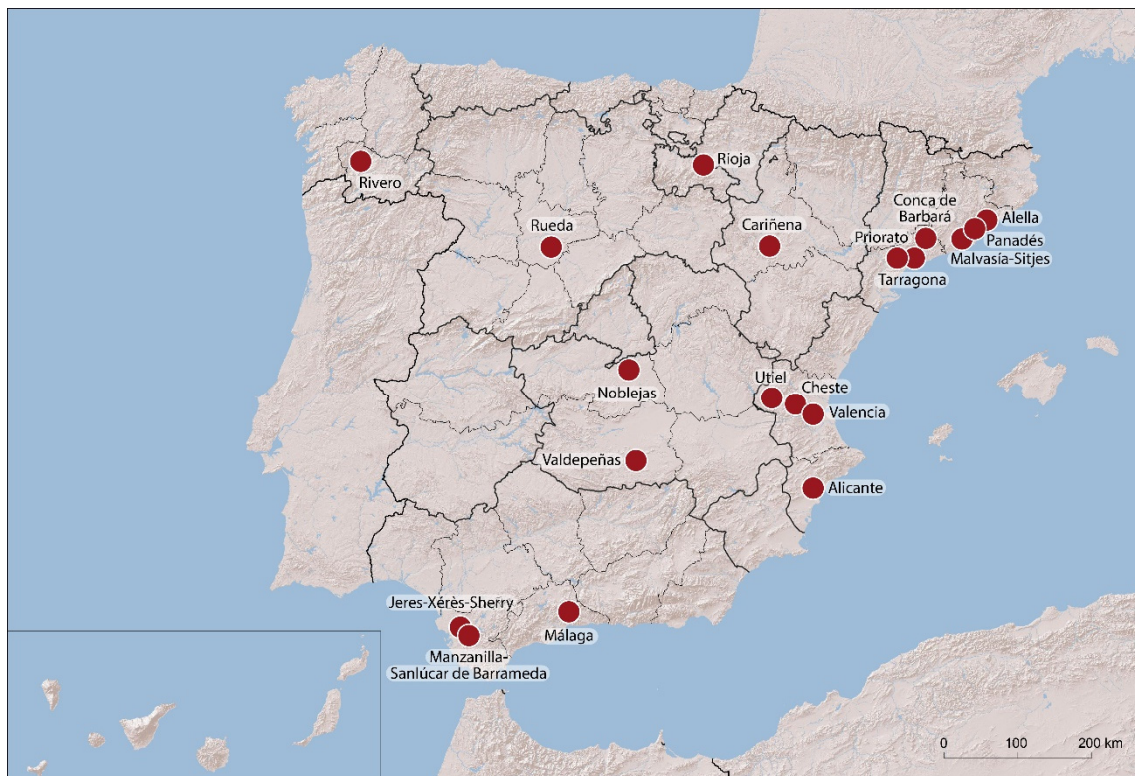 Rivero
Rioja
Rueda
Cariñena
Conca de
Barbará
Alella
Priorato
Panadés
Malvasía-Sitjes
Tarragona
Noblejas
Utiel
Cheste
Valencia
Valdepeñas
Alicante
Jeres-Xérès-Sherry
Málaga
Manzanilla-
Sanlúcar de Barrameda
0 100 200 km